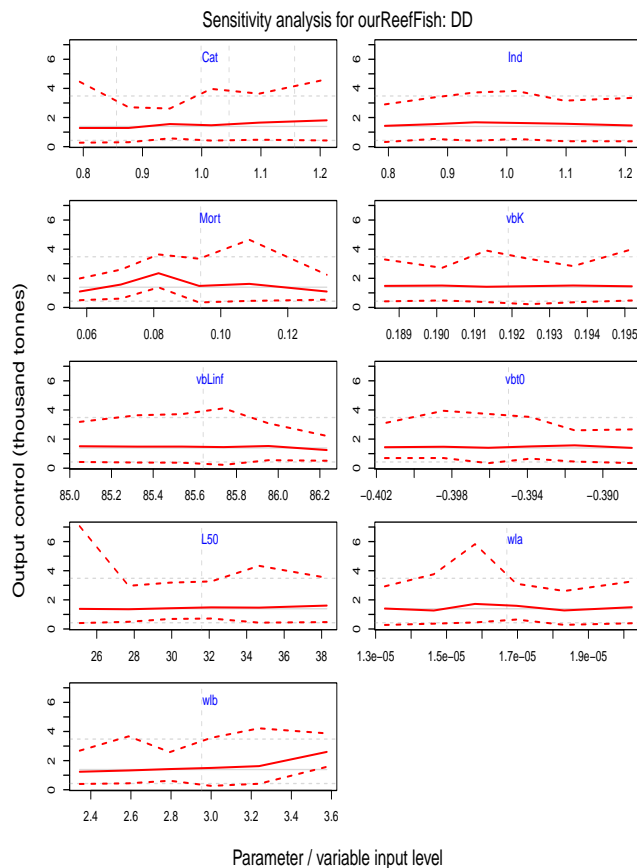 Sensitivity analysis for ourReefFish: DD
Cat
0 2 4 6
0.8 0.9 1.0 1.1 1.2
Ind
0 2 4 6
0.8 0.9 1.0 1.1 1.2
Mort
0 2 4 6
0.06 0.08 0.10 0.12
vbK
0 2 4 6
0.189 0.190 0.191 0.192 0.193 0.194 0.195
vbLinf
0 2 4 6
85.0 85.2 85.4 85.6 85.8 86.0 86.2
vbt0
0 2 4 6
−0.402 −0.398 −0.394 −0.390
L50
0 2 4 6
26 28 30 32 34 36 38
wla
0 2 4 6
1.3e−05 1.5e−05 1.7e−05 1.9e−05
wlb
0 2 4 6
2.4 2.6 2.8 3.0 3.2 3.4 3.6
Output control (thousand tonnes)
Parameter / variable input level